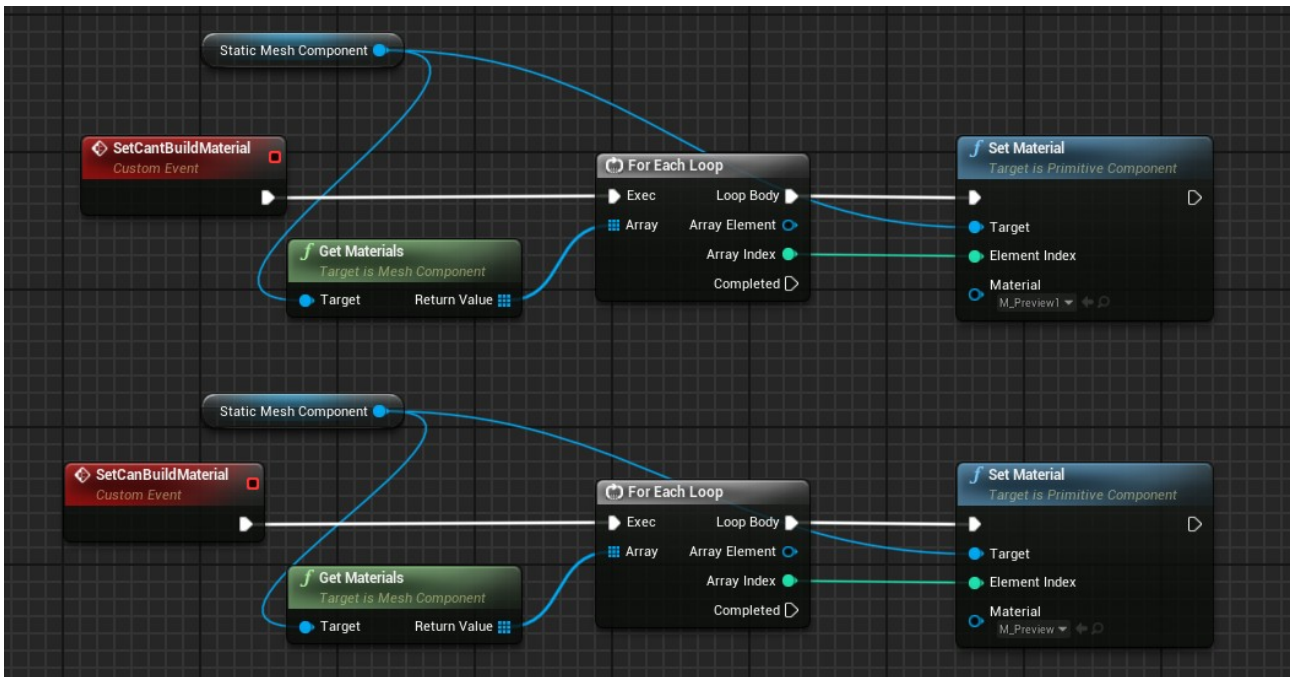 Static Mesh Component
SetCantBuildMaterial
Custom Event
Get Materials
Target is Mesh Component
Target
Return Value
For Each Loop
Exec
Loop Body
Array
Array Element
Array Index
Completed
Set Material
Target is Primitive Component
Target
Element Index
Material
M_Preview1
Static Mesh Component
SetCanBuildMaterial
Custom Event
Get Materials
Target is Mesh Component
Target
Return Value
For Each Loop
Exec
Loop Body
Array
Array Element
Array Index
Completed
Set Material
Target is Primitive Component
Target
Element Index
Material
M_Preview